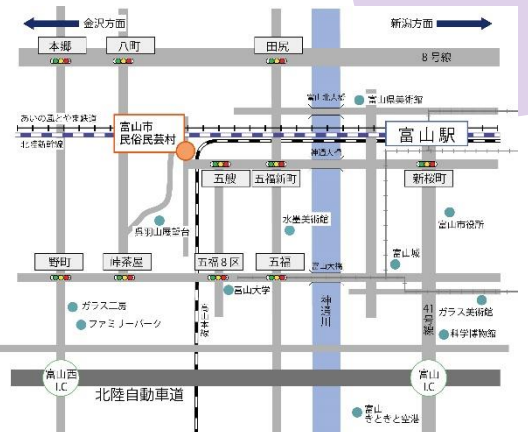 金沢方面
新潟方面
本郷
八町
田尻
8号線
富山北大橋
富山県美術館
あいの風とやま鉄道
富山市
民俗民芸村
北陸新幹線
神通大橋
富山駅
五艘
五福新町
新桜町
呉羽山展望台
水墨美術館
富山市役所
野町
峠茶屋
五福8区
五福
富山大橋
富山城
富山大学
ガラス工房
ファミリーパーク
高山本線
神通川
41号線
ガラス美術館
科学博物館
富山西
I.C
北陸自動車道
富山
I.C
富山
きときと空港